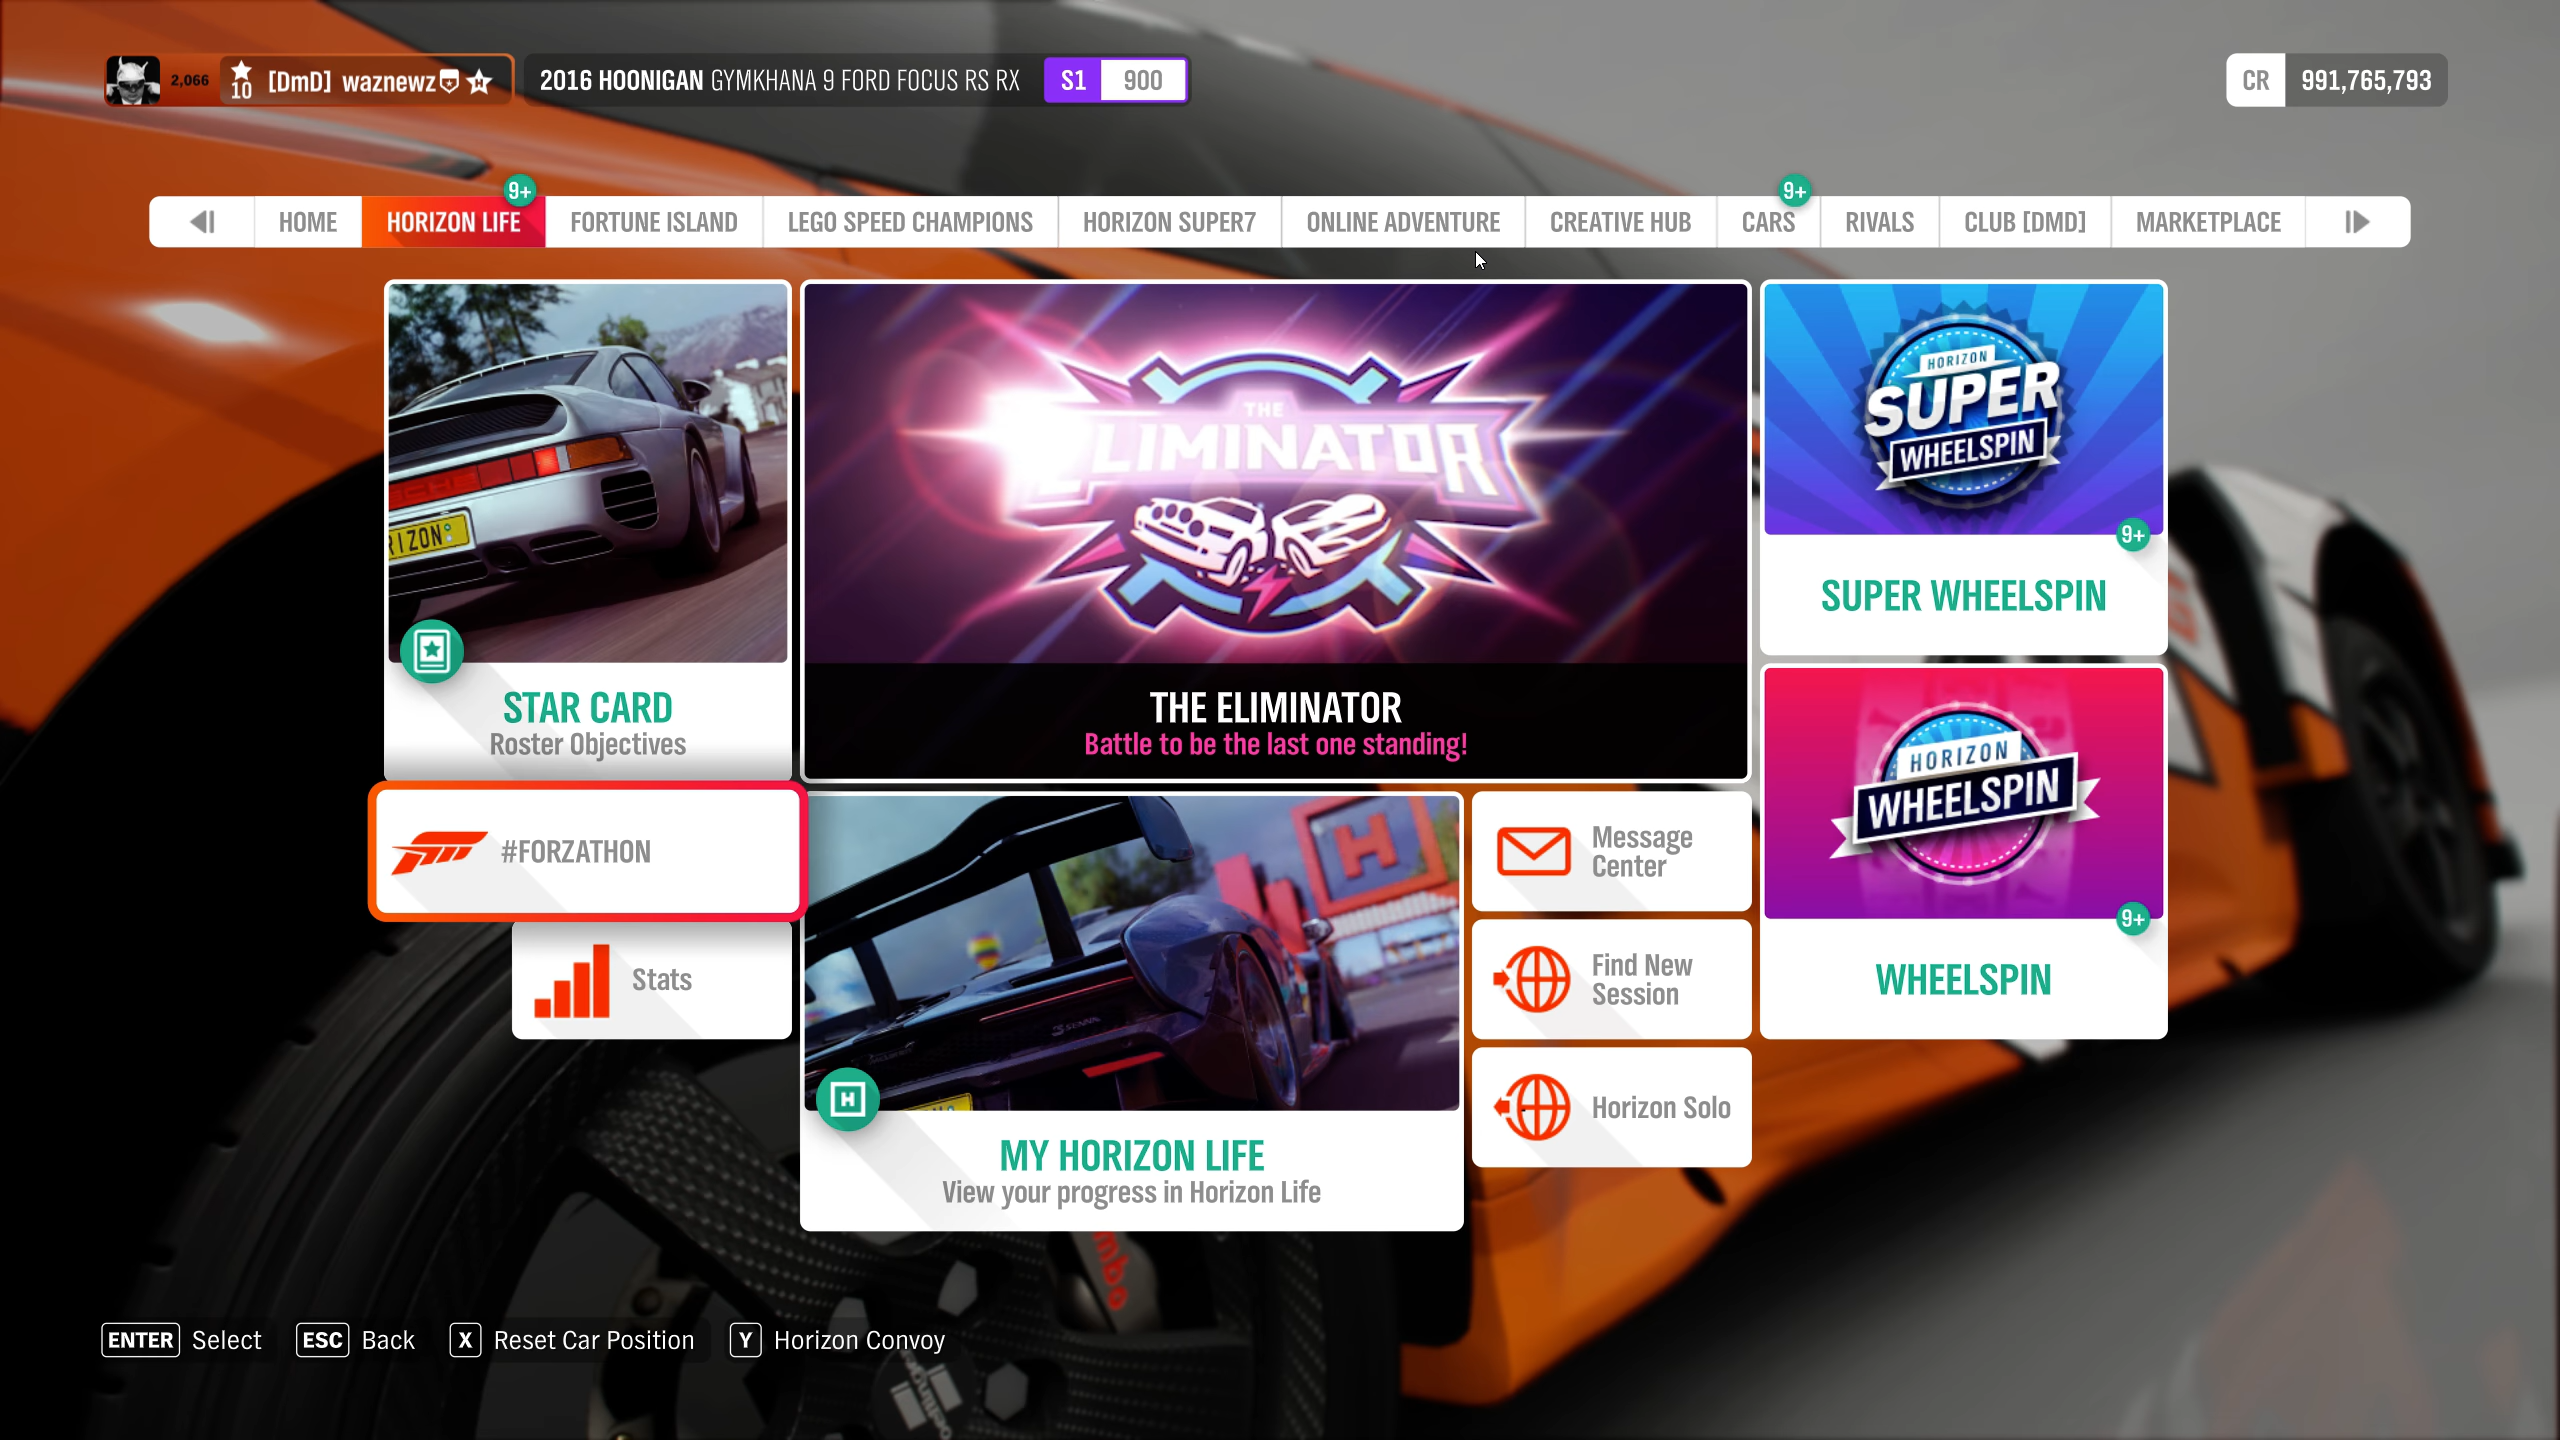 2,066
10
[DmD] waznewz
2016 HOONIGAN GYMKHANA 9 FORD FOCUS RS RX
S1 900
CR 991,765,793
9+
9+
HOME
HORIZON LIFE
FORTUNE ISLAND
LEGO SPEED CHAMPIONS
HORIZON SUPER7
ONLINE ADVENTURE
CREATIVE HUB
CARS
RIVALS
CLUB [DMD]
MARKETPLACE
RIZON
STAR CARD
Roster Objectives
THE
ELIMINATOR
THE ELIMINATOR
Battle to be the last one standing!
HORIZON
SUPER
WHEELSPIN
9+
SUPER WHEELSPIN
#FORZATHON
Stats
H
SENNA
H
MY HORIZON LIFE
View your progress in Horizon Life
Message
Center
Find New
Session
Horizon Solo
HORIZON
WHEELSPIN
9+
WHEELSPIN
mbo
ENTER Select
ESC Back
X Reset Car Position
Y Horizon Convoy